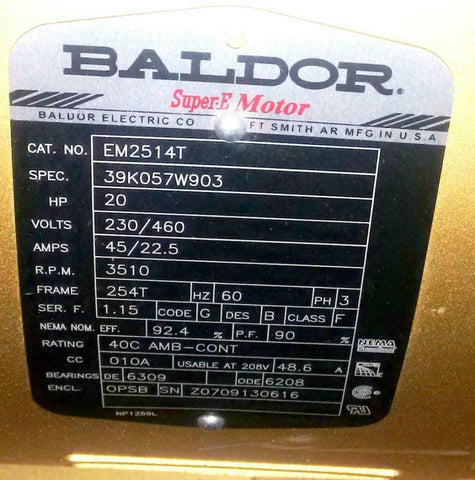 BALDOR®
Super-E Motor
BALDOR ELECTRIC CO FT SMITH, AR MFG IN U S A
CAT. NO. EM2514T
SPEC. 39K057W903
HP 20
VOLTS 230/460
AMPS 45/22.5
R.P.M. 3510
FRAME 254T HZ 60 PH 3
SER. F. 1.15 CODE G DES B CLASS F
NEMA NOM. EFF. 92.4 % P.F. 90 %
RATING 40C AMB-CONT
CC 010A USABLE AT 208V 48.6 A
BEARINGS DE 6309 ODE 6208
ENCL. OPSB SN Z0709130616
NP1259L
NEMA